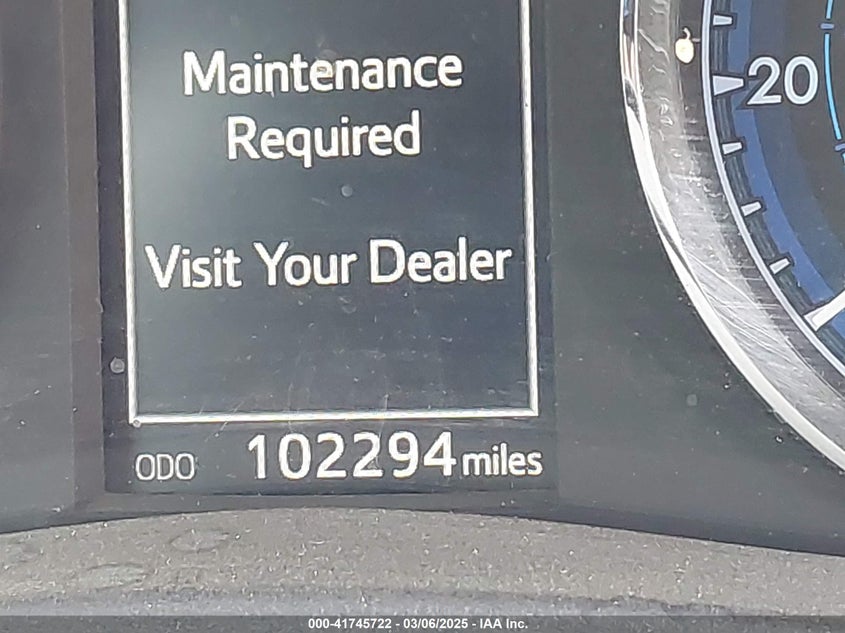 Maintenance
Required
Visit Your Dealer
20
ODO 102294 miles
000-41745722 - 03/06/2025 - IAA Inc.